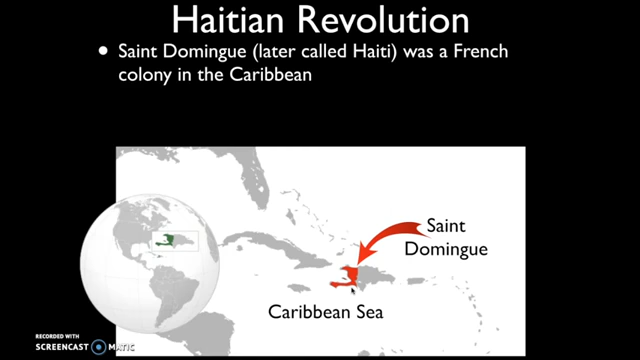 Haitian Revolution
• Saint Domingue (later called Haiti) was a French
colony in the Caribbean
Saint
Domingue
Caribbean Sea
RECORDED WITH
SCREENCAST MATIC